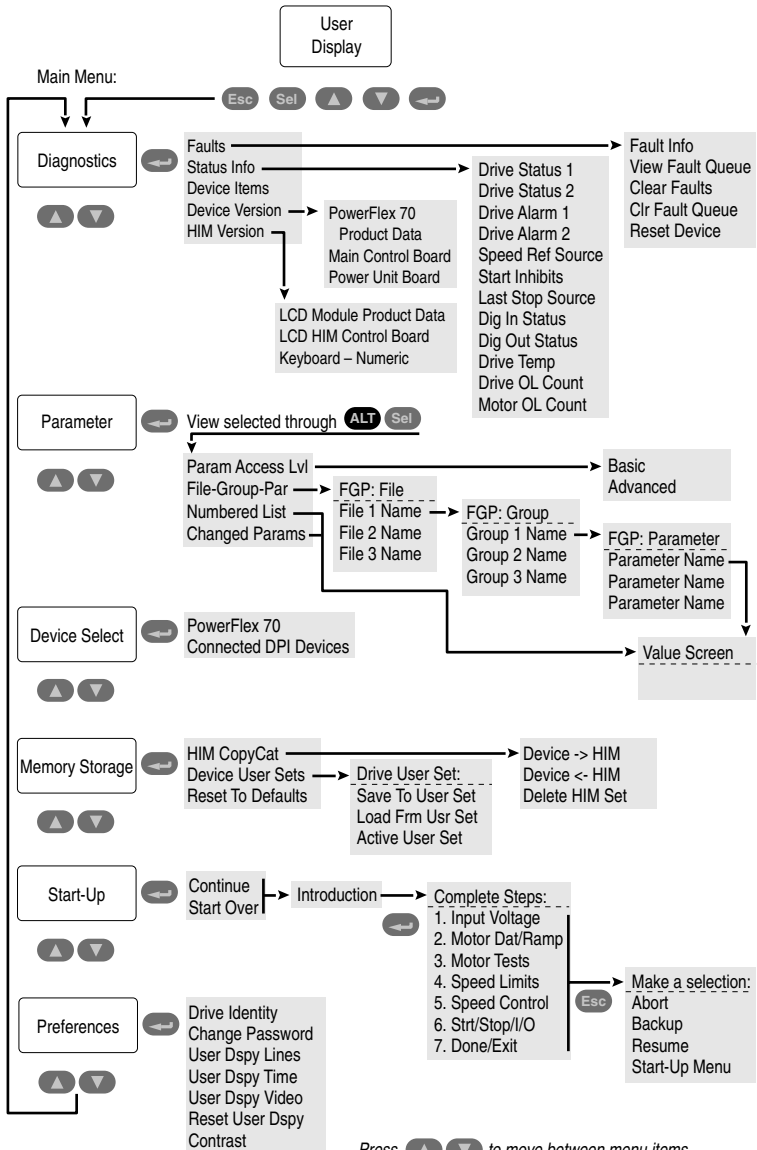 User
Display
Main Menu:
Esc Sel
Diagnostics
Faults
Status Info
Device Items
Device Version
HIM Version
PowerFlex 70
Product Data
Main Control Board
Power Unit Board
LCD Module Product Data
LCD HIM Control Board
Keyboard – Numeric
Drive Status 1
Drive Status 2
Drive Alarm 1
Drive Alarm 2
Speed Ref Source
Start Inhibits
Last Stop Source
Dig In Status
Dig Out Status
Drive Temp
Drive OL Count
Motor OL Count
Fault Info
View Fault Queue
Clear Faults
Clr Fault Queue
Reset Device
Parameter
View selected through ALT Sel
Param Access Lvl
File-Group-Par
Numbered List
Changed Params
FGP: File
File 1 Name
File 2 Name
File 3 Name
FGP: Group
Group 1 Name
Group 2 Name
Group 3 Name
Basic
Advanced
FGP: Parameter
Parameter Name
Parameter Name
Parameter Name
Value Screen
Device Select
PowerFlex 70
Connected DPI Devices
Memory Storage
HIM CopyCat
Device User Sets
Reset To Defaults
Drive User Set:
Save To User Set
Load Frm Usr Set
Active User Set
Device -> HIM
Device <- HIM
Delete HIM Set
Start-Up
Continue
Start Over
Introduction
Complete Steps:
1. Input Voltage
2. Motor Dat/Ramp
3. Motor Tests
4. Speed Limits
5. Speed Control
6. Strt/Stop/I/O
7. Done/Exit
Esc
Make a selection:
Abort
Backup
Resume
Start-Up Menu
Preferences
Drive Identity
Change Password
User Dspy Lines
User Dspy Time
User Dspy Video
Reset User Dspy
Contrast
Press to move between menu items